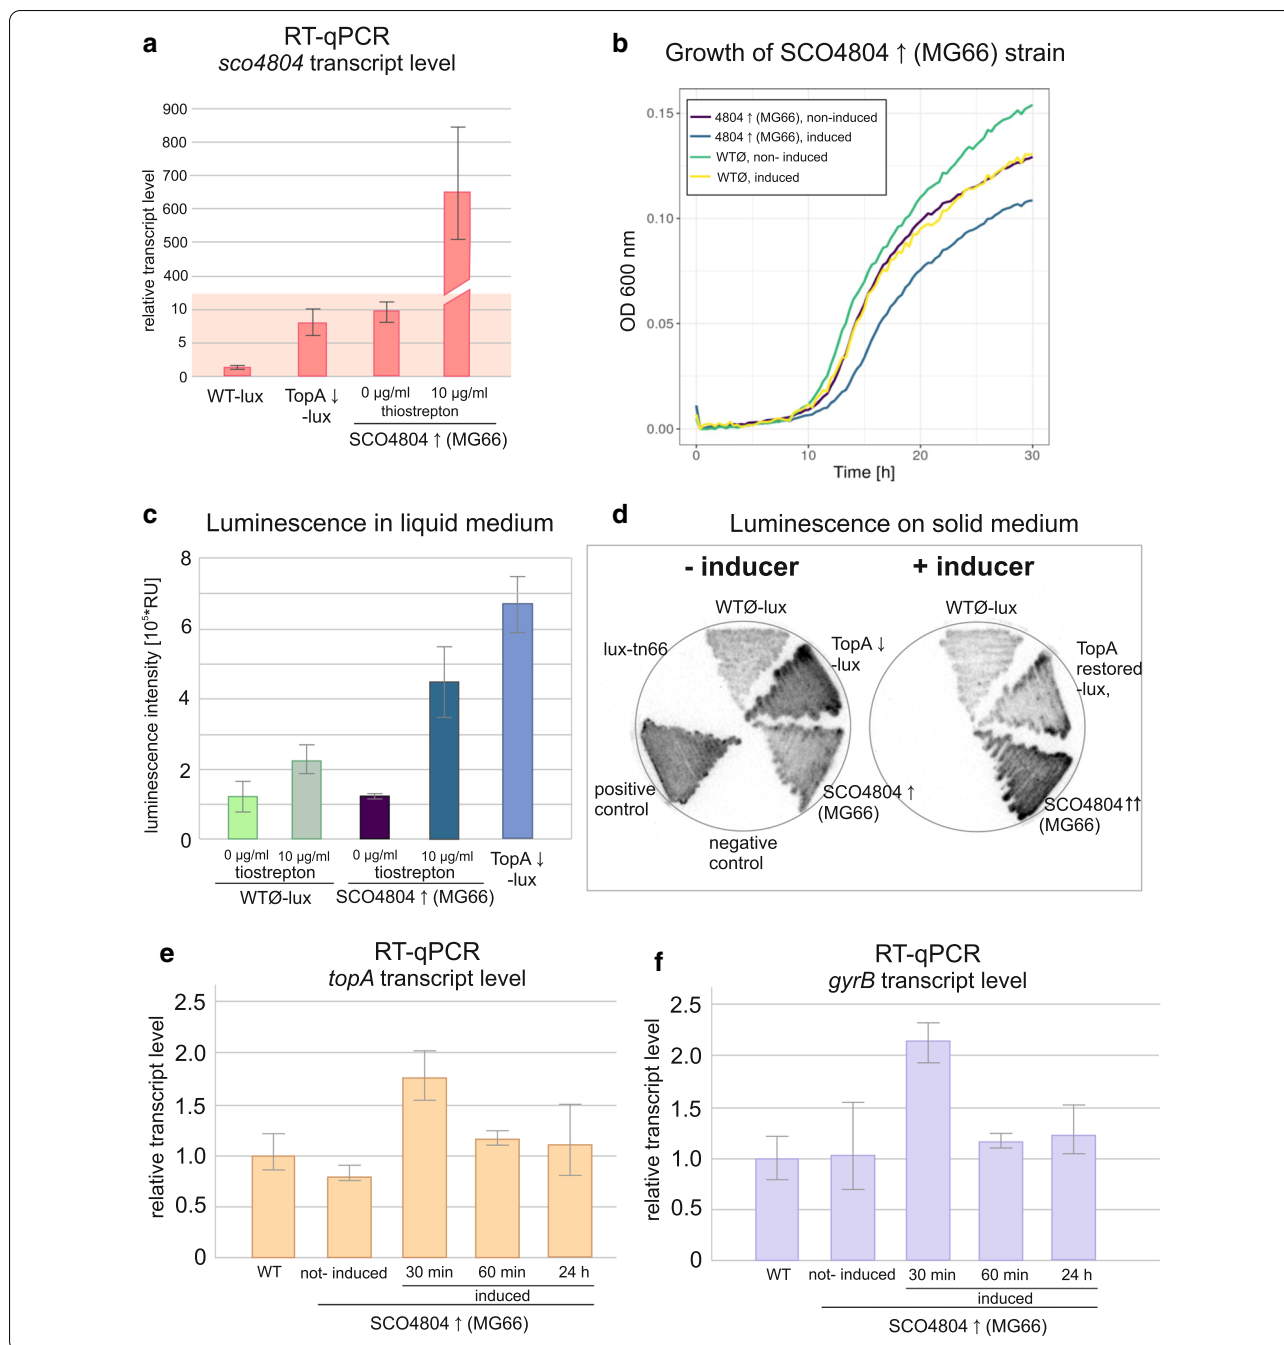 a
RT-qPCR
sco4804 transcript level
relative transcript level
900
800
700
600
500
400
10
5
0
WT-lux
TopA ↓
-lux
0 µg/ml
10 µg/ml
thiostrepton
SCO4804 ↑ (MG66)
b
Growth of SCO4804 ↑ (MG66) strain
4804 ↑ (MG66), non-induced
4804 ↑ (MG66), induced
WTØ, non- induced
WTØ, induced
OD 600 nm
0.15
0.10
0.05
0.00
0
10
20
30
Time [h]
c
Luminescence in liquid medium
luminescence intensity [10⁵*RU]
8
6
4
2
0
0 µg/ml
10 µg/ml
tiostrepton
WTØ-lux
0 µg/ml
10 µg/ml
tiostrepton
SCO4804 ↑ (MG66)
TopA ↓
-lux
d
Luminescence on solid medium
- inducer
WTØ-lux
lux-tn66
TopA ↓
-lux
positive
control
SCO4804 ↑
(MG66)
negative
control
+ inducer
WTØ-lux
TopA
restored
-lux,
SCO4804 ↑↑
(MG66)
e
RT-qPCR
topA transcript level
relative transcript level
2.5
2.0
1.5
1.0
0.5
0
WT
not- induced
30 min
60 min
24 h
induced
SCO4804 ↑ (MG66)
f
RT-qPCR
gyrB transcript level
relative transcript level
2.5
2.0
1.5
1.0
0.5
0
WT
not- induced
30 min
60 min
24 h
induced
SCO4804 ↑ (MG66)